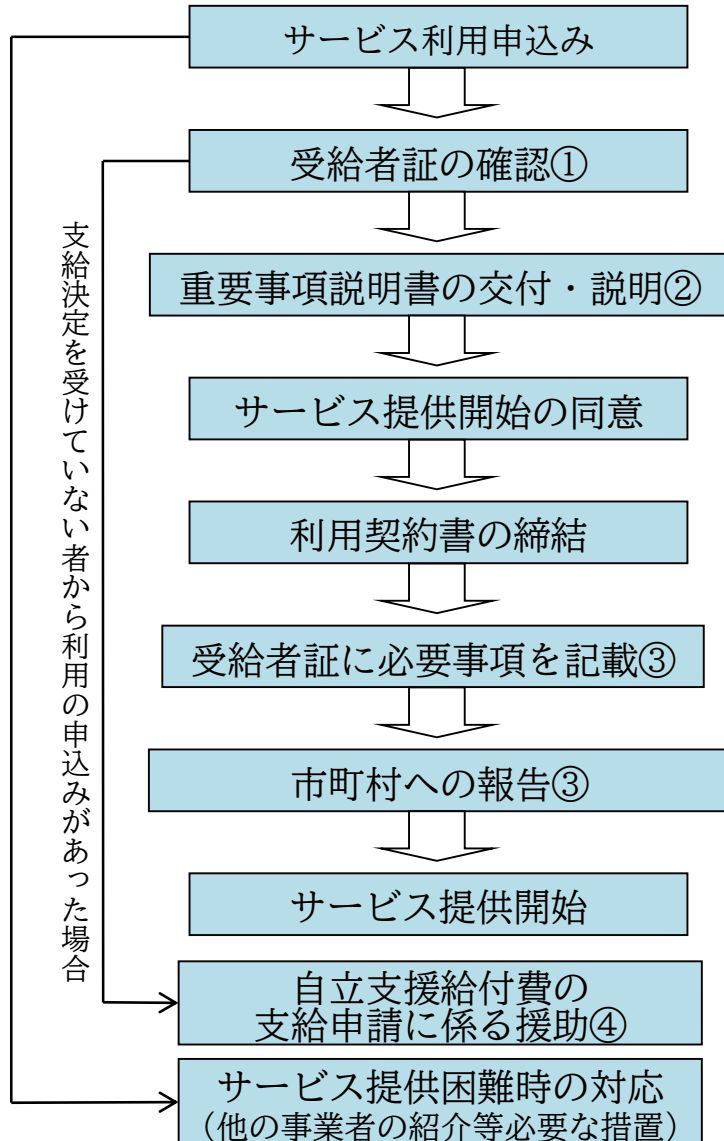 サービス利用申込み
受給者証の確認①
重要事項説明書の交付・説明②
サービス提供開始の同意
利用契約書の締結
受給者証に必要事項を記載③
市町村への報告③
サービス提供開始
支給決定を受けていない者から利用の申込みがあった場合
自立支援給付費の
支給申請に係る援助④
サービス提供困難時の対応
（他の事業者の紹介等必要な措置）